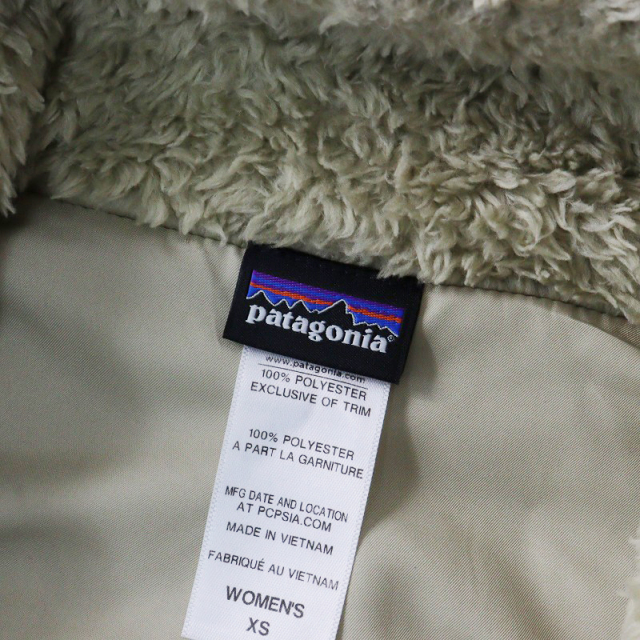 patagonia®
www.patagonia.com
100% POLYESTER
EXCLUSIVE OF TRIM
100% POLYESTER
A PART LA GARNITURE
MFG DATE AND LOCATION
AT PCPSIA.COM
MADE IN VIETNAM
FABRIQUÉ AU VIETNAM
WOMEN'S
XS